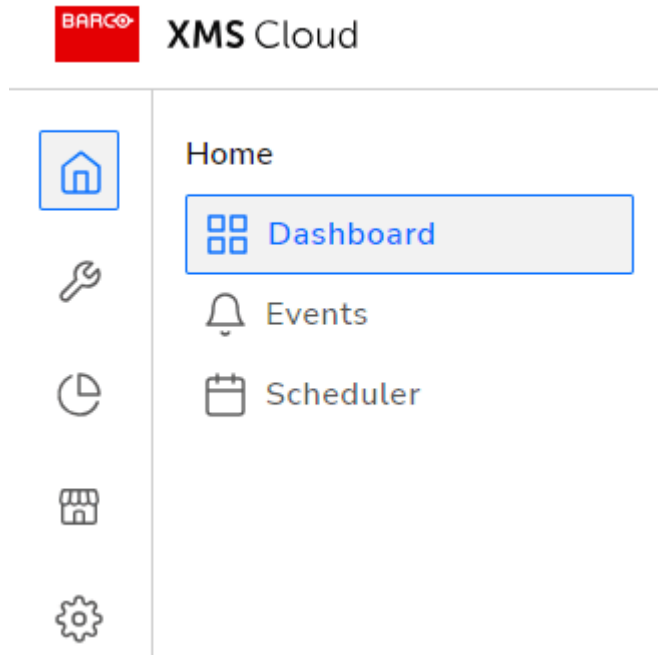 BARCO
XMS Cloud
Home
Dashboard
Events
Scheduler